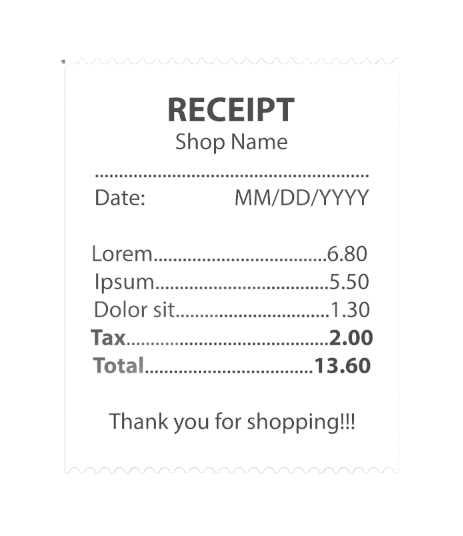 RECEIPT
Shop Name
.........................................................
Date: MM/DD/YYYY
Lorem....................................6.80
Ipsum....................................5.50
Dolor sit................................1.30
Tax..........................................2.00
Total...................................13.60
Thank you for shopping!!!